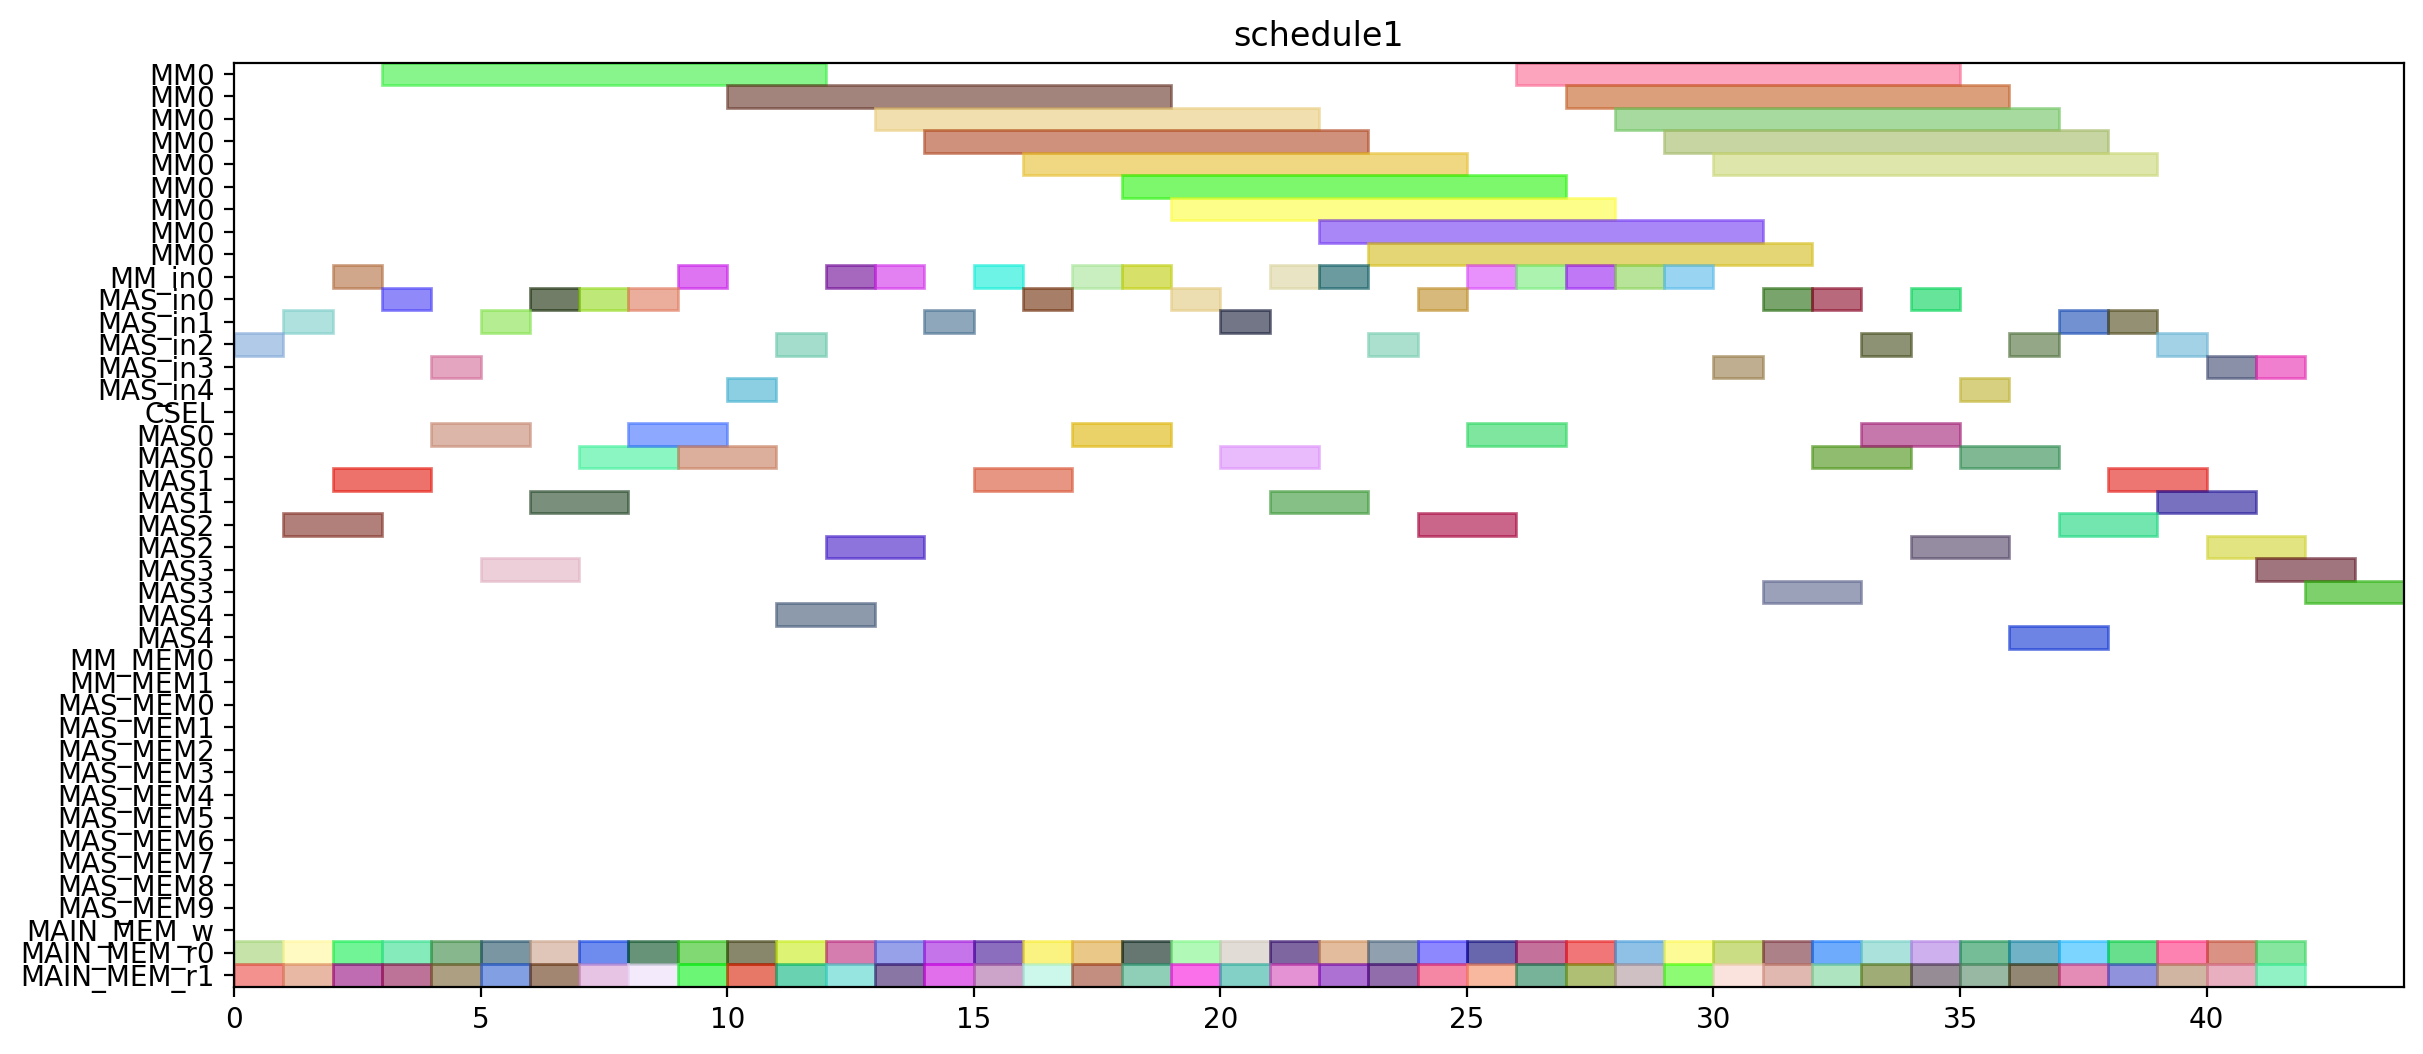 schedule1
MM0
MM0
MM0
MM0
MM0
MM0
MM0
MM0
MM0
MM_in0
MAS_in0
MAS_in1
MAS_in2
MAS_in3
MAS_in4
CSEL
MAS0
MAS0
MAS1
MAS1
MAS2
MAS2
MAS3
MAS3
MAS4
MAS4
MM_MEM0
MM_MEM1
MAS_MEM0
MAS_MEM1
MAS_MEM2
MAS_MEM3
MAS_MEM4
MAS_MEM5
MAS_MEM6
MAS_MEM7
MAS_MEM8
MAS_MEM9
MAIN_MEM_w
MAIN_MEM_r0
MAIN_MEM_r1
0 5 10 15 20 25 30 35 40